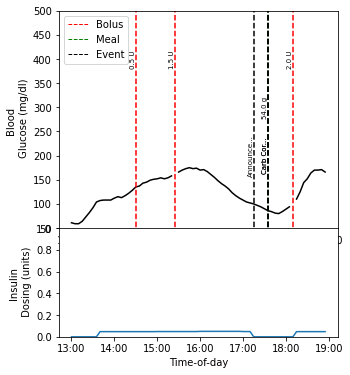 500
450
400
350
300
250
200
150
100
50
Blood
Glucose (mg/dl)
Bolus
Meal
Event
0.5 U
1.5 U
Announce...
54.0 g
Carb Cor...
2.0 U
0.8
0.6
0.4
0.2
0.0
Insulin
Dosing (units)
13:00
14:00
15:00
16:00
17:00
18:00
19:00
Time-of-day